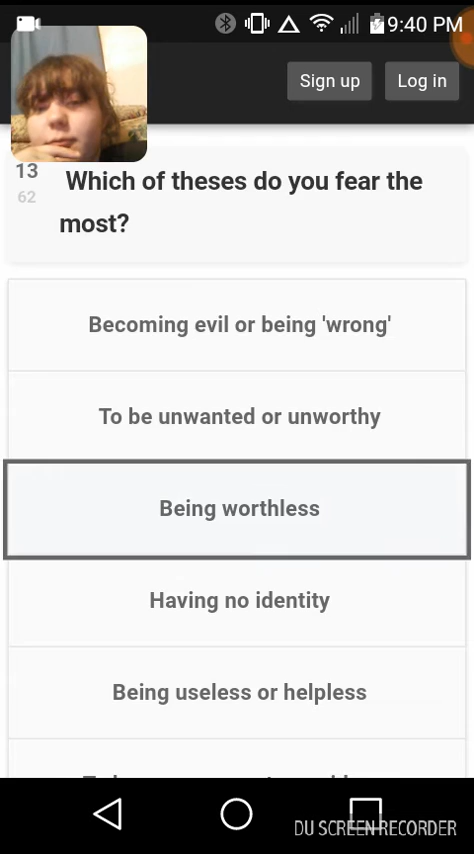 9:40 PM
Sign up
Log in
13
62
Which of theses do you fear the
most?
Becoming evil or being 'wrong'
To be unwanted or unworthy
Being worthless
Having no identity
Being useless or helpless
DU SCREEN RECORDER